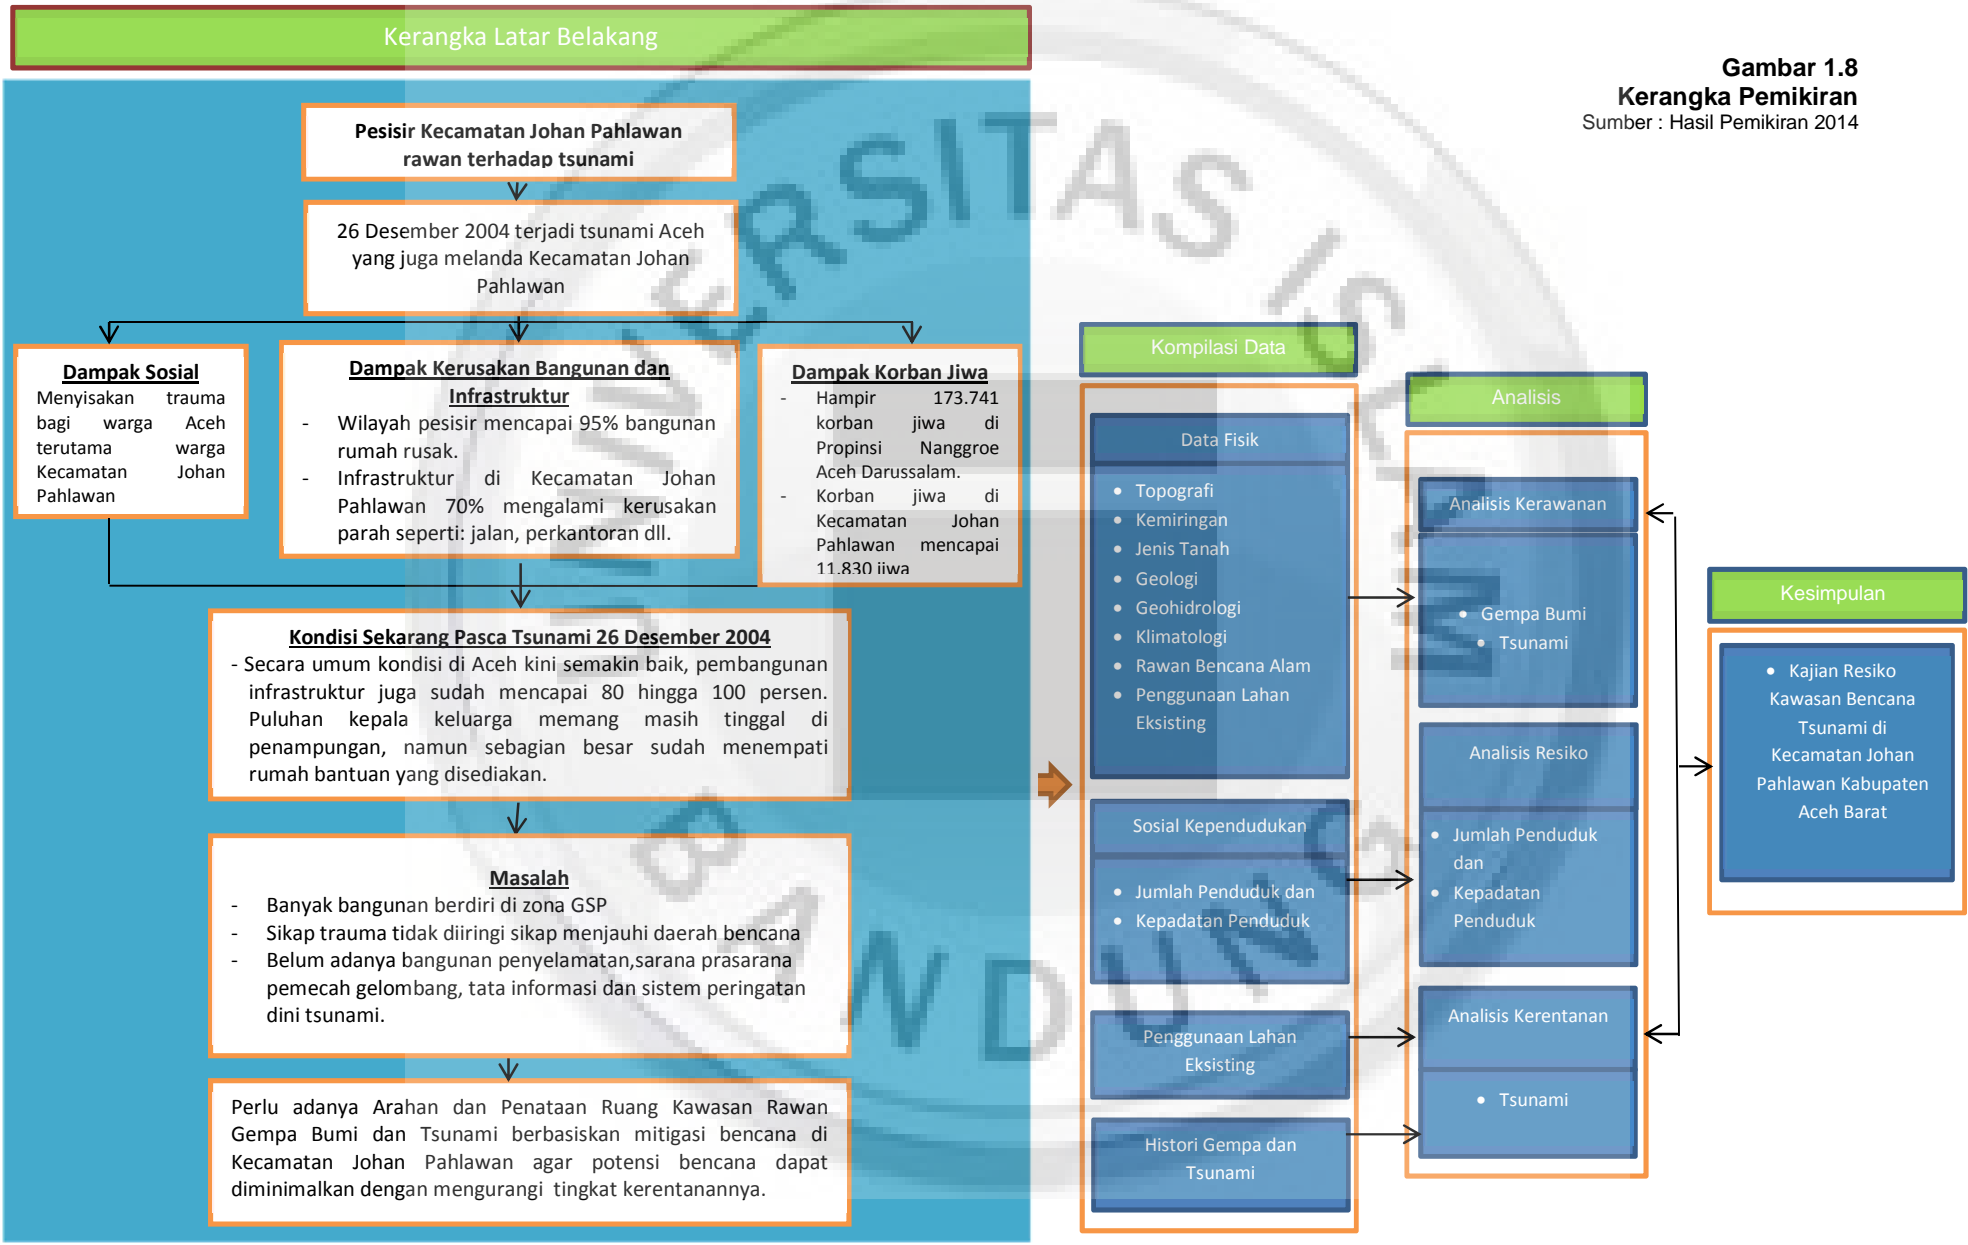 Kerangka Latar Belakang
Gambar 1.8
Kerangka Pemikiran
Sumber : Hasil Pemikiran 2014
Pesisir Kecamatan Johan Pahlawan
rawan terhadap tsunami
26 Desember 2004 terjadi tsunami Aceh
yang juga melanda Kecamatan Johan
Pahlawan
Dampak Sosial
Menyisakan trauma
bagi warga Aceh
terutama warga
Kecamatan Johan
Pahlawan
Dampak Kerusakan Bangunan dan
Infrastruktur
- Wilayah pesisir mencapai 95% bangunan
rumah rusak.
- Infrastruktur di Kecamatan Johan
Pahlawan 70% mengalami kerusakan
parah seperti: jalan, perkantoran dll.
Dampak Korban Jiwa
- Hampir 173.741
korban jiwa di
Propinsi Nanggroe
Aceh Darussalam.
- Korban jiwa di
Kecamatan Johan
Pahlawan mencapai
11.830 jiwa
Kondisi Sekarang Pasca Tsunami 26 Desember 2004
- Secara umum kondisi di Aceh kini semakin baik, pembangunan
infrastruktur juga sudah mencapai 80 hingga 100 persen.
Puluhan kepala keluarga memang masih tinggal di
penampungan, namun sebagian besar sudah menempati
rumah bantuan yang disediakan.
Masalah
- Banyak bangunan berdiri di zona GSP
- Sikap trauma tidak diiringi sikap menjauhi daerah bencana
- Belum adanya bangunan penyelamatan,sarana prasarana
pemecah gelombang, tata informasi dan sistem peringatan
dini tsunami.
Perlu adanya Arahan dan Penataan Ruang Kawasan Rawan
Gempa Bumi dan Tsunami berbasiskan mitigasi bencana di
Kecamatan Johan Pahlawan agar potensi bencana dapat
diminimalkan dengan mengurangi tingkat kerentanannya.
Kompilasi Data
Data Fisik
• Topografi
• Kemiringan
• Jenis Tanah
• Geologi
• Geohidrologi
• Klimatologi
• Rawan Bencana Alam
• Penggunaan Lahan
Eksisting
Sosial Kependudukan
• Jumlah Penduduk dan
• Kepadatan Penduduk
Penggunaan Lahan
Eksisting
Histori Gempa dan
Tsunami
Analisis
Analisis Kerawanan
• Gempa Bumi
• Tsunami
Analisis Resiko
• Jumlah Penduduk
dan
• Kepadatan
Penduduk
Analisis Kerentanan
• Tsunami
Kesimpulan
• Kajian Resiko
Kawasan Bencana
Tsunami di
Kecamatan Johan
Pahlawan Kabupaten
Aceh Barat
UNIVERSITAS ISLAM
BANDUNG